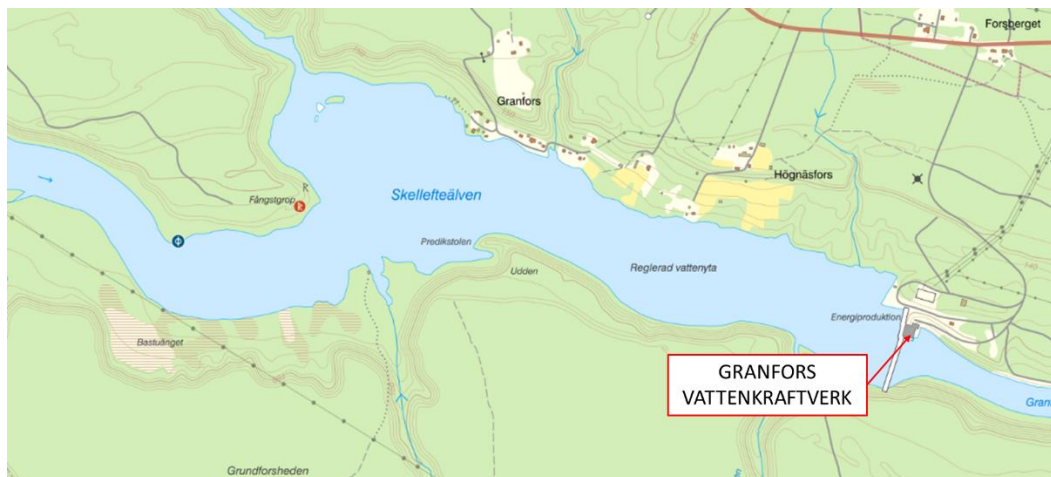 Forsberget
Granfors
Högnäsfors
Fångstgrop
R
Skellefteälven
Predikstolen
Udden
Reglerad vattenyta
Energiproduktion
Bastuänget
GRANFORS
VATTENKRAFTVERK
Gran
Grundforsheden